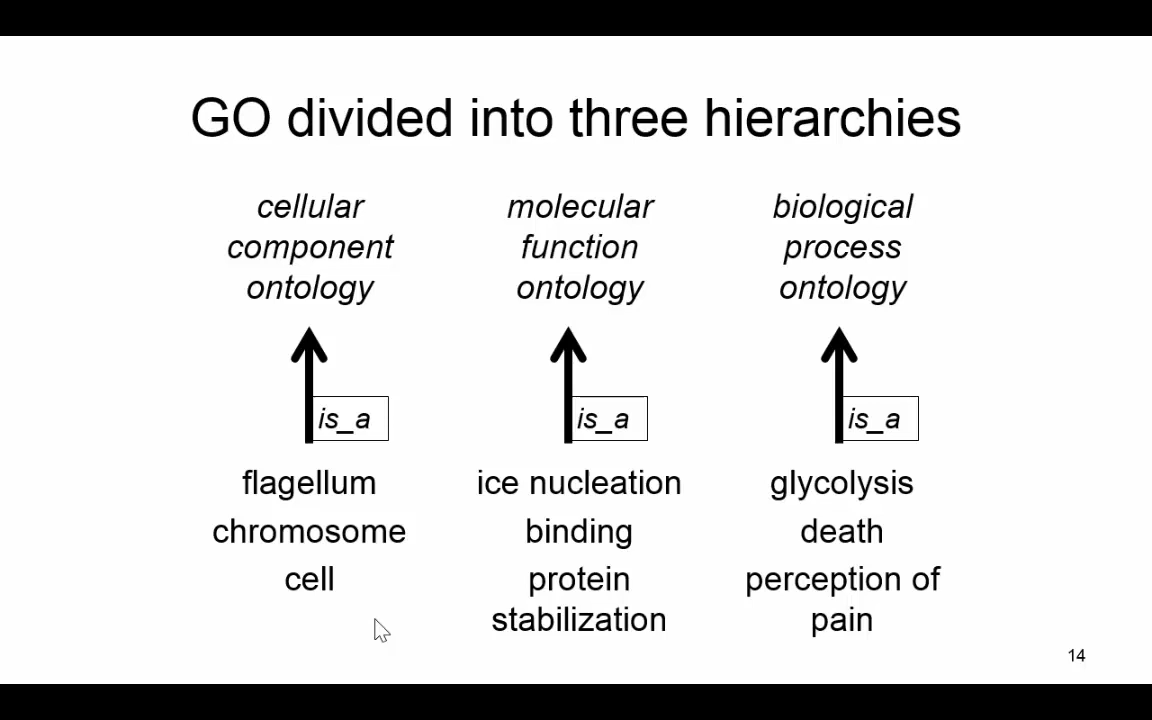 GO divided into three hierarchies
cellular
component
ontology
is_a
flagellum
chromosome
cell
molecular
function
ontology
is_a
ice nucleation
binding
protein
stabilization
biological
process
ontology
is_a
glycolysis
death
perception of
pain
14